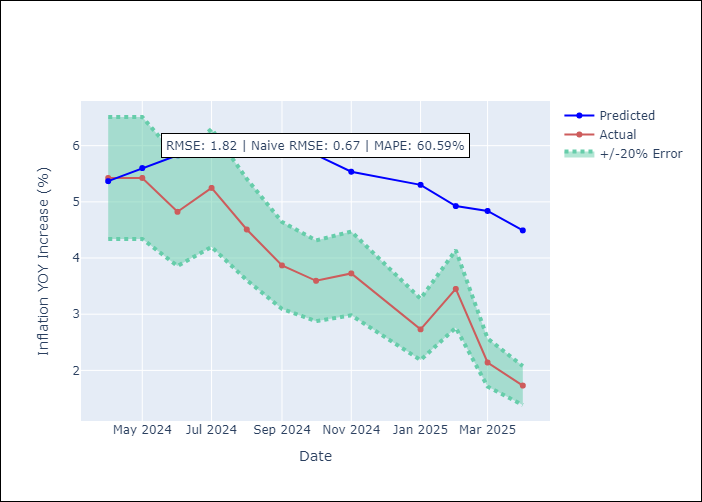 RMSE: 1.82 | Naive RMSE: 0.67 | MAPE: 60.59%
Predicted
Actual
+/-20% Error
Inflation YOY Increase (%)
6
5
4
3
2
May 2024 Jul 2024 Sep 2024 Nov 2024 Jan 2025 Mar 2025
Date